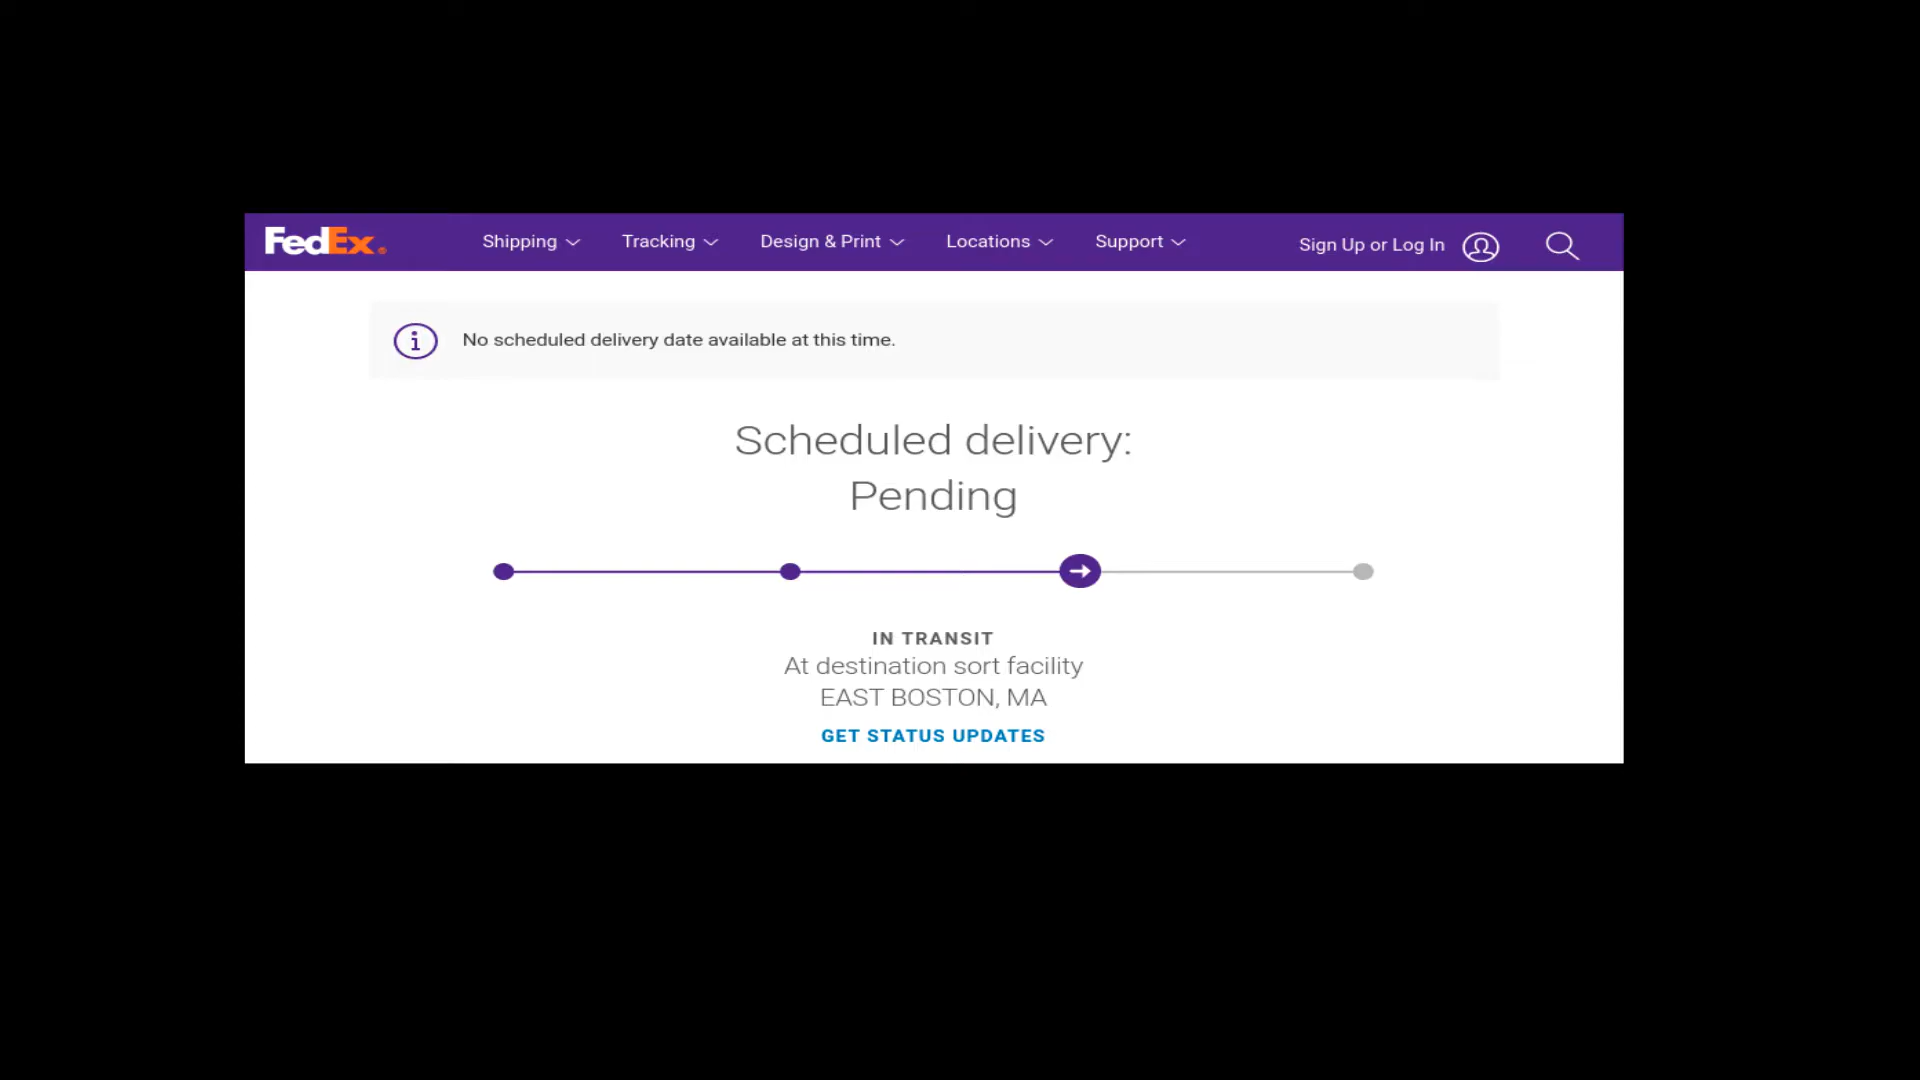 FedEx® Shipping Tracking Design & Print Locations Support Sign Up or Log In
No scheduled delivery date available at this time.
Scheduled delivery:
Pending
IN TRANSIT
At destination sort facility
EAST BOSTON, MA
GET STATUS UPDATES